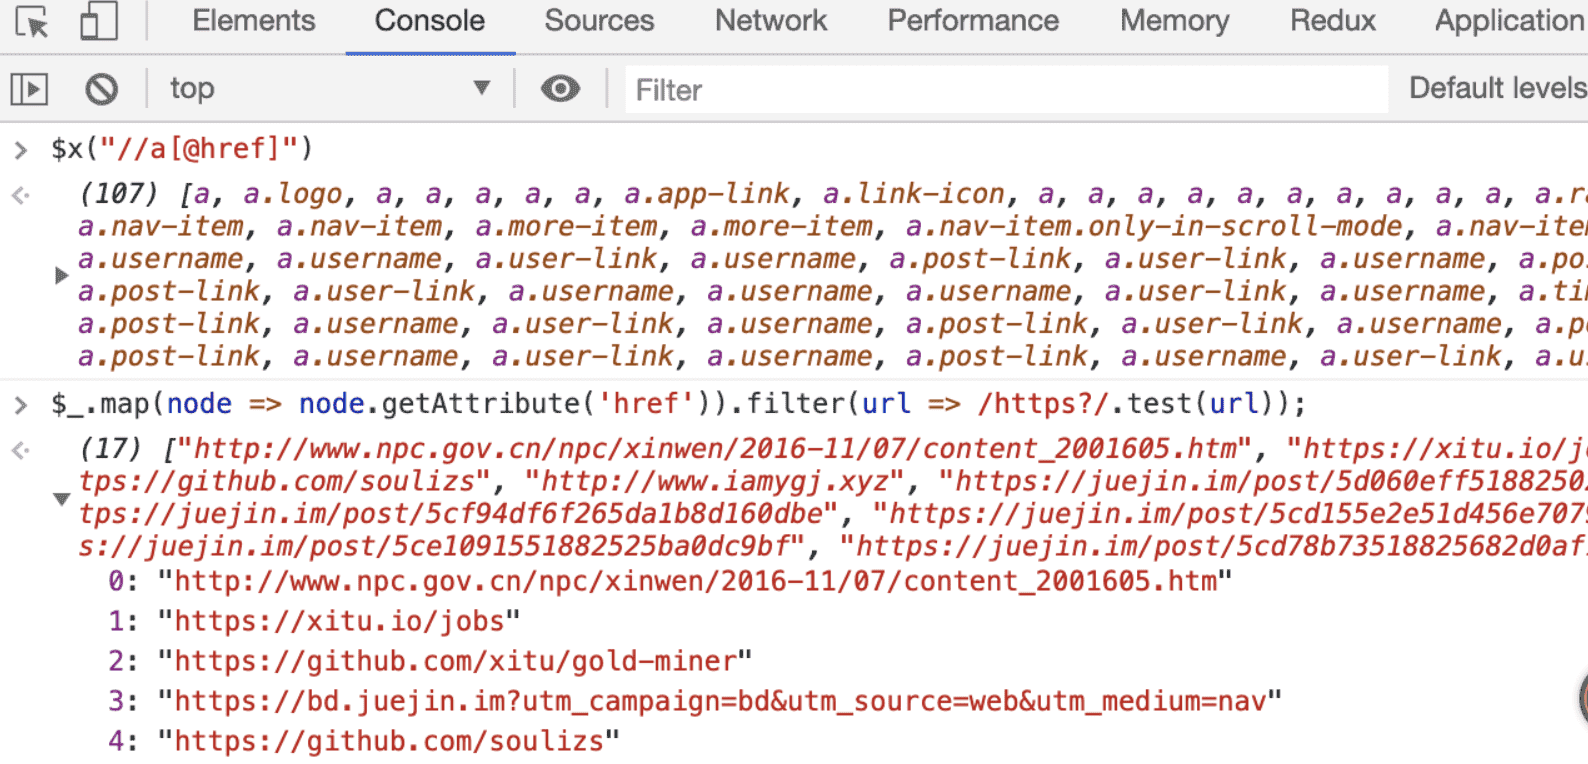 Elements Console Sources Network Performance Memory Redux Application
top Filter Default levels
$x("//a[@href]")
(107) [a, a.logo, a, a, a, a, a, a.app-link, a.link-icon, a, a, a, a, a, a, a, a, a, a, a.ra
a.nav-item, a.nav-item, a.more-item, a.more-item, a.nav-item.only-in-scroll-mode, a.nav-item
a.username, a.username, a.user-link, a.username, a.post-link, a.user-link, a.username, a.po
a.post-link, a.user-link, a.username, a.username, a.username, a.user-link, a.username, a.ti
a.post-link, a.username, a.user-link, a.username, a.post-link, a.user-link, a.username, a.p
a.post-link, a.username, a.user-link, a.username, a.post-link, a.username, a.user-link, a.u
$_.map(node => node.getAttribute('href')).filter(url => /https?/.test(url));
(17) ["http://www.npc.gov.cn/npc/xinwen/2016-11/07/content_2001605.htm", "https://xitu.io/jo
tps://github.com/soulizs", "http://www.iamygj.xyz", "https://juejin.im/post/5d060eff51882502
tps://juejin.im/post/5cf94df6f265da1b8d160dbe", "https://juejin.im/post/5cd155e2e51d456e7079
s://juejin.im/post/5ce1091551882525ba0dc9bf", "https://juejin.im/post/5cd78b73518825682d0af
0: "http://www.npc.gov.cn/npc/xinwen/2016-11/07/content_2001605.htm"
1: "https://xitu.io/jobs"
2: "https://github.com/xitu/gold-miner"
3: "https://bd.juejin.im?utm_campaign=bd&utm_source=web&utm_medium=nav"
4: "https://github.com/soulizs"